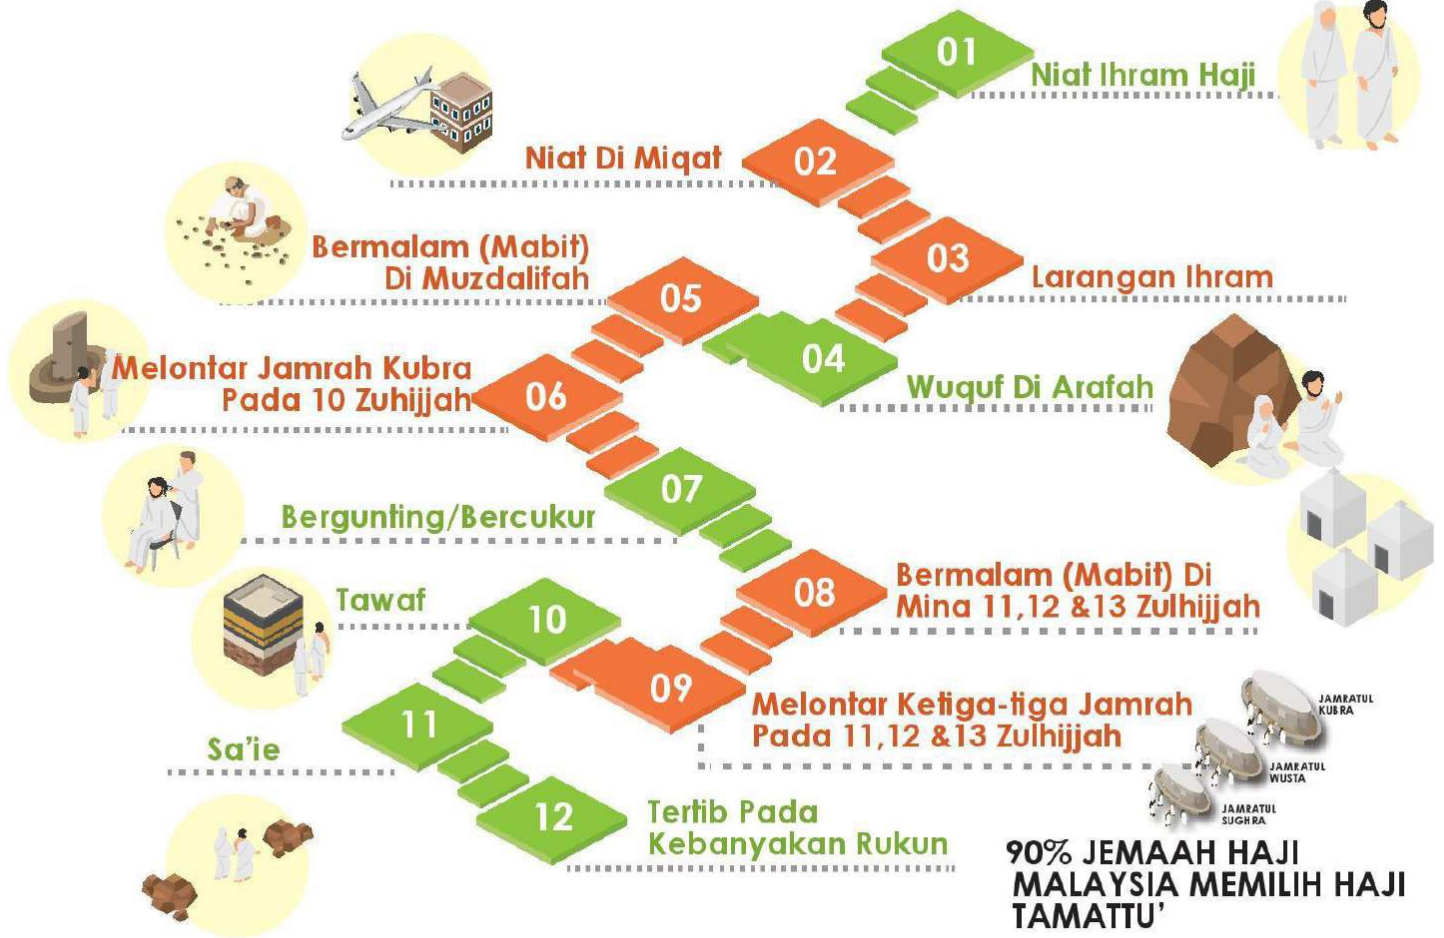 01
Niat Ihram Haji
02
Niat Di Miqat
03
Larangan Ihram
04
Wuquf Di Arafah
05
Bermalam (Mabit)
Di Muzdalifah
06
Melontar Jamrah Kubra
Pada 10 Zuhijjah
07
Bergunting/Bercukur
08
Bermalam (Mabit) Di
Mina 11,12 &13 Zulhijjah
09
Melontar Ketiga-tiga Jamrah
Pada 11,12 &13 Zulhijjah
JAMRATUL
KUBRA
JAMRATUL
WUSTA
JAMRATUL
SUGHRA
10
Tawaf
11
Sa'ie
12
Tertib Pada
Kebanyakan Rukun
90% JEMAAH HAJI
MALAYSIA MEMILIH HAJI
TAMATTU'